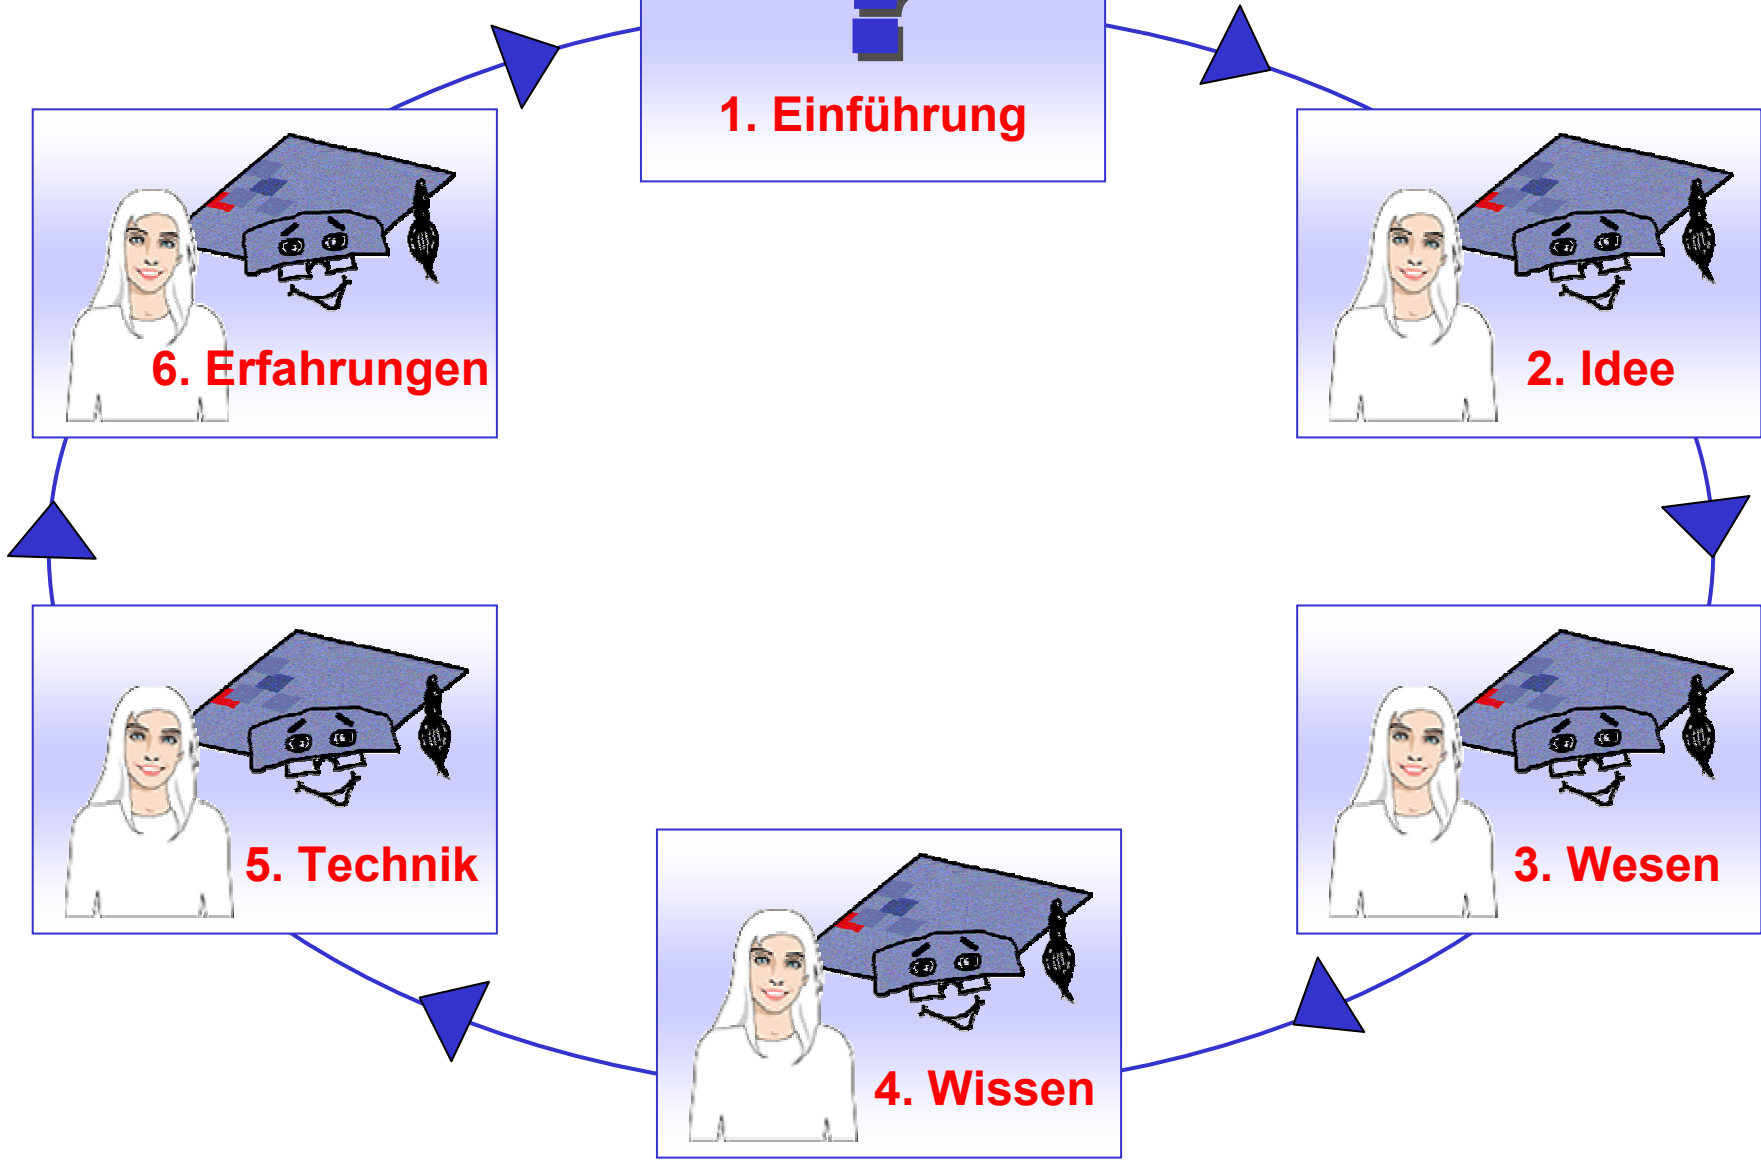 1. Einführung
2. Idee
3. Wesen
4. Wissen
5. Technik
6. Erfahrungen